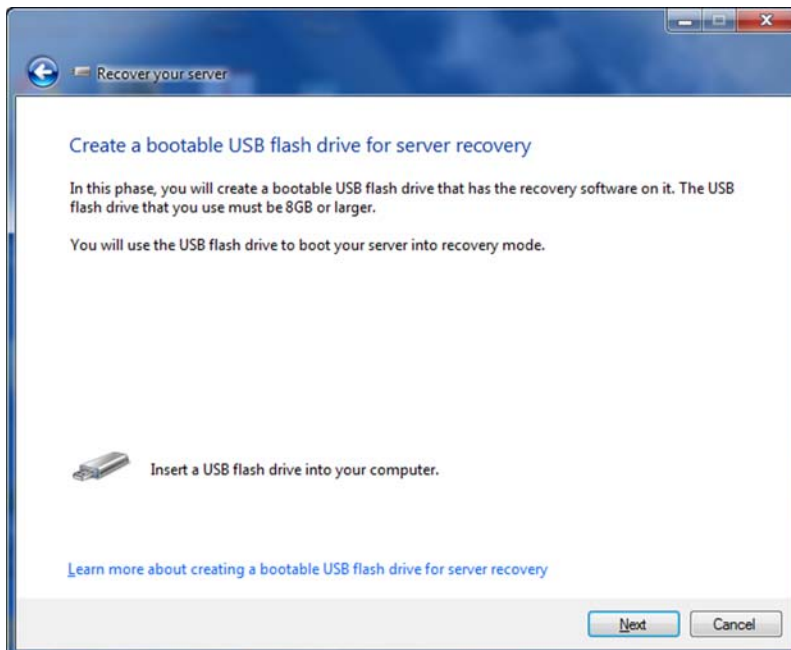 Recover your server
Create a bootable USB flash drive for server recovery
In this phase, you will create a bootable USB flash drive that has the recovery software on it. The USB
flash drive that you use must be 8GB or larger.
You will use the USB flash drive to boot your server into recovery mode.
Insert a USB flash drive into your computer.
Learn more about creating a bootable USB flash drive for server recovery
Next Cancel